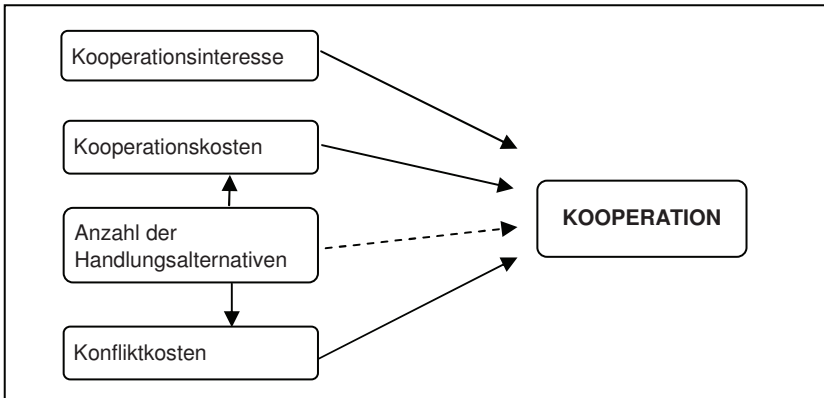 Kooperationsinteresse
Kooperationskosten
Anzahl der
Handlungsalternativen
Konfliktkosten
KOOPERATION